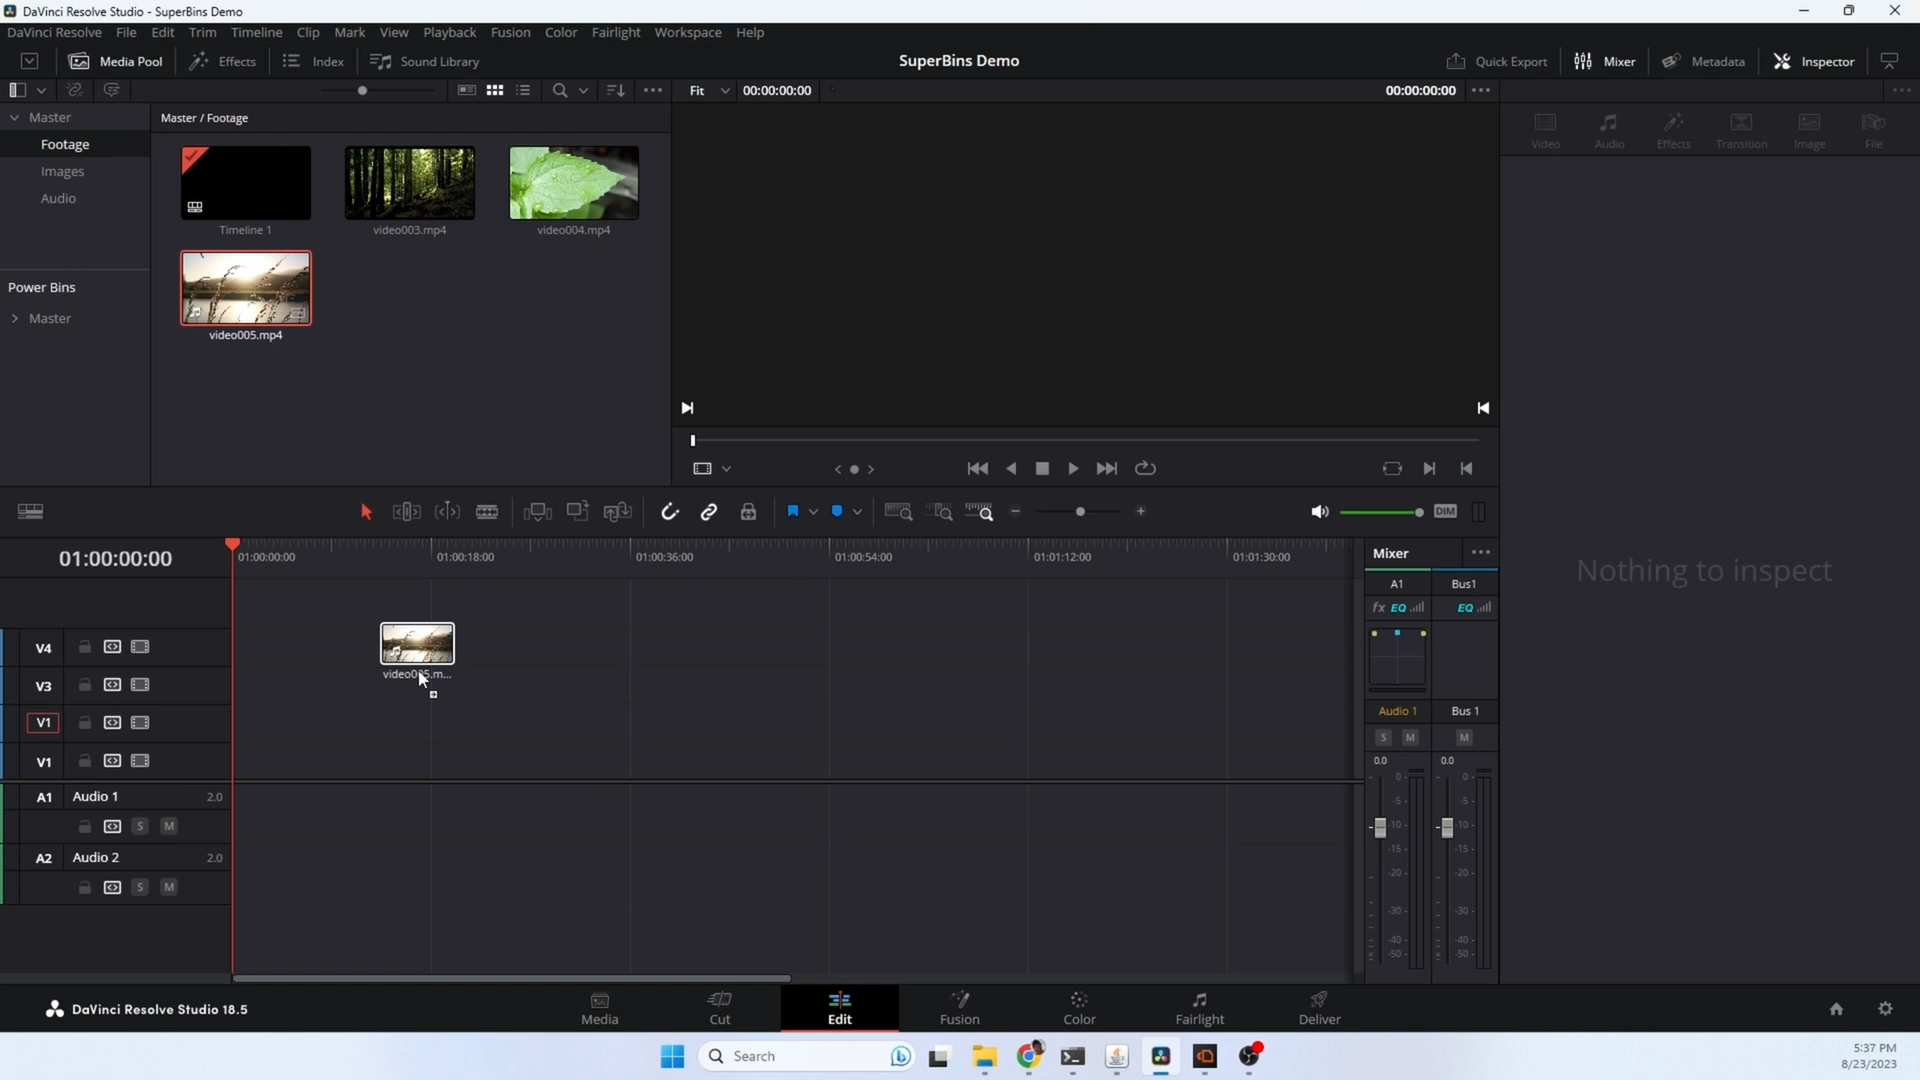 DaVinci Resolve Studio - SuperBins Demo
DaVinci Resolve File Edit Trim Timeline Clip Mark View Playback Fusion Color Fairlight Workspace Help
Media Pool Effects Index Sound Library SuperBins Demo Quick Export Mixer Metadata Inspector
Fit 00:00:00:00 00:00:00:00
Master
Master / Footage
Footage
Images
Audio
Timeline 1 video003.mp4 video004.mp4
video005.mp4
Power Bins
Master
Video Audio Effects Transition Image File
Nothing to inspect
DIM
01:00:00:00
01:00:00:00 01:00:18:00 01:00:36:00 01:00:54:00 01:01:12:00 01:01:30:00
video005.m...
V4
V3
V1
V1
A1 Audio 1 2.0
S M
A2 Audio 2 2.0
S M
Mixer
A1 Bus1
fx EQ EQ
Audio 1 Bus 1
S M M
0.0 0.0
0- 0-
-5- -5-
-10- -10-
-15- -15-
-20- -20-
-30- -30-
-40- -40-
-50- -50-
DaVinci Resolve Studio 18.5
Media Cut Edit Fusion Color Fairlight Deliver
Search
5:37 PM
8/23/2023